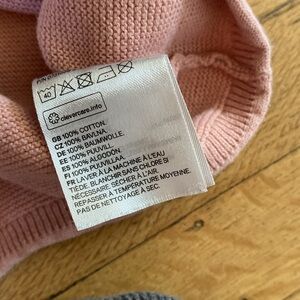 40
clevercare.info
GB 100% COTTON.
CZ 100% BAVLNA.
DE 100% BAUMWOLLE.
EE 100% PUUVILL.
ES 100% ALGODÓN.
FI 100% PUUVILLAA.
FR LAVER À LA MACHINE À L'EAU
TIÈDE. BLANCHIR SANS CHLORE SI
NÉCESSAIRE. SÉCHER À L'AIR.
REPASSER À TEMPÉRATURE MOYENNE.
PAS DE NETTOYAGE À SEC.